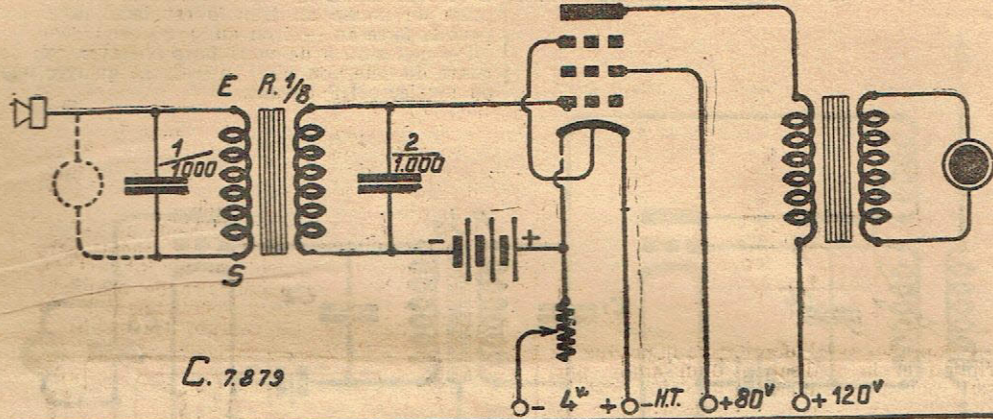 E R. 1/8
1/1000
2/1.000
- +
S
C. 7.879
- 4v + -H.T. +80v +120v